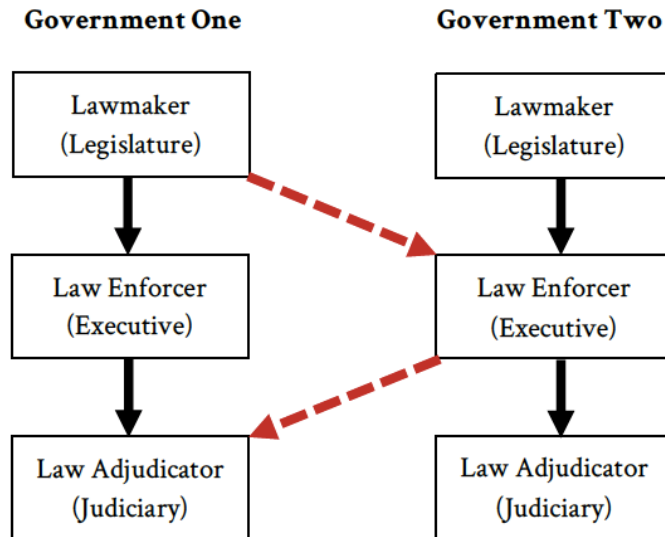 Government One
Government Two
Lawmaker
(Legislature)
Lawmaker
(Legislature)
Law Enforcer
(Executive)
Law Enforcer
(Executive)
Law Adjudicator
(Judiciary)
Law Adjudicator
(Judiciary)